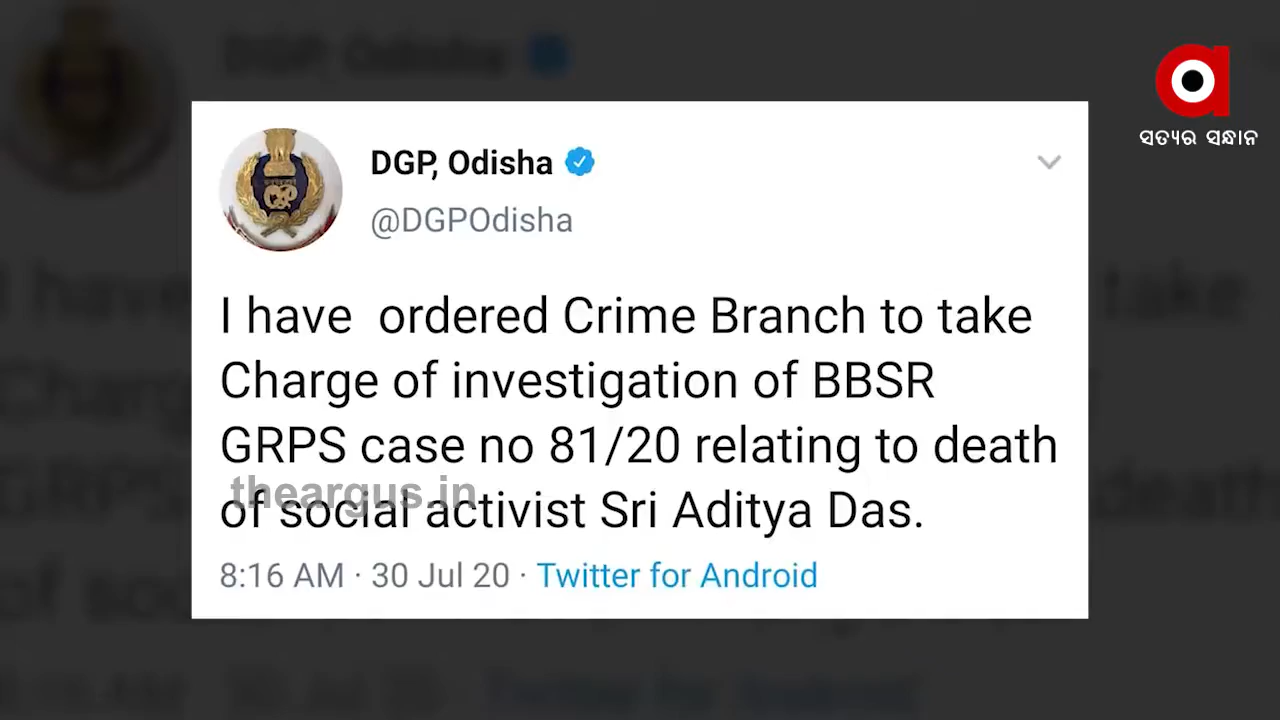 DGP, Odisha
@DGPOdisha
I have  ordered Crime Branch to take
Charge of investigation of BBSR
GRPS case no 81/20 relating to death
of social activist Sri Aditya Das.
8:16 AM · 30 Jul 20 · Twitter for Android
theargus.in
ସତ୍ୟର ସନ୍ଧାନ